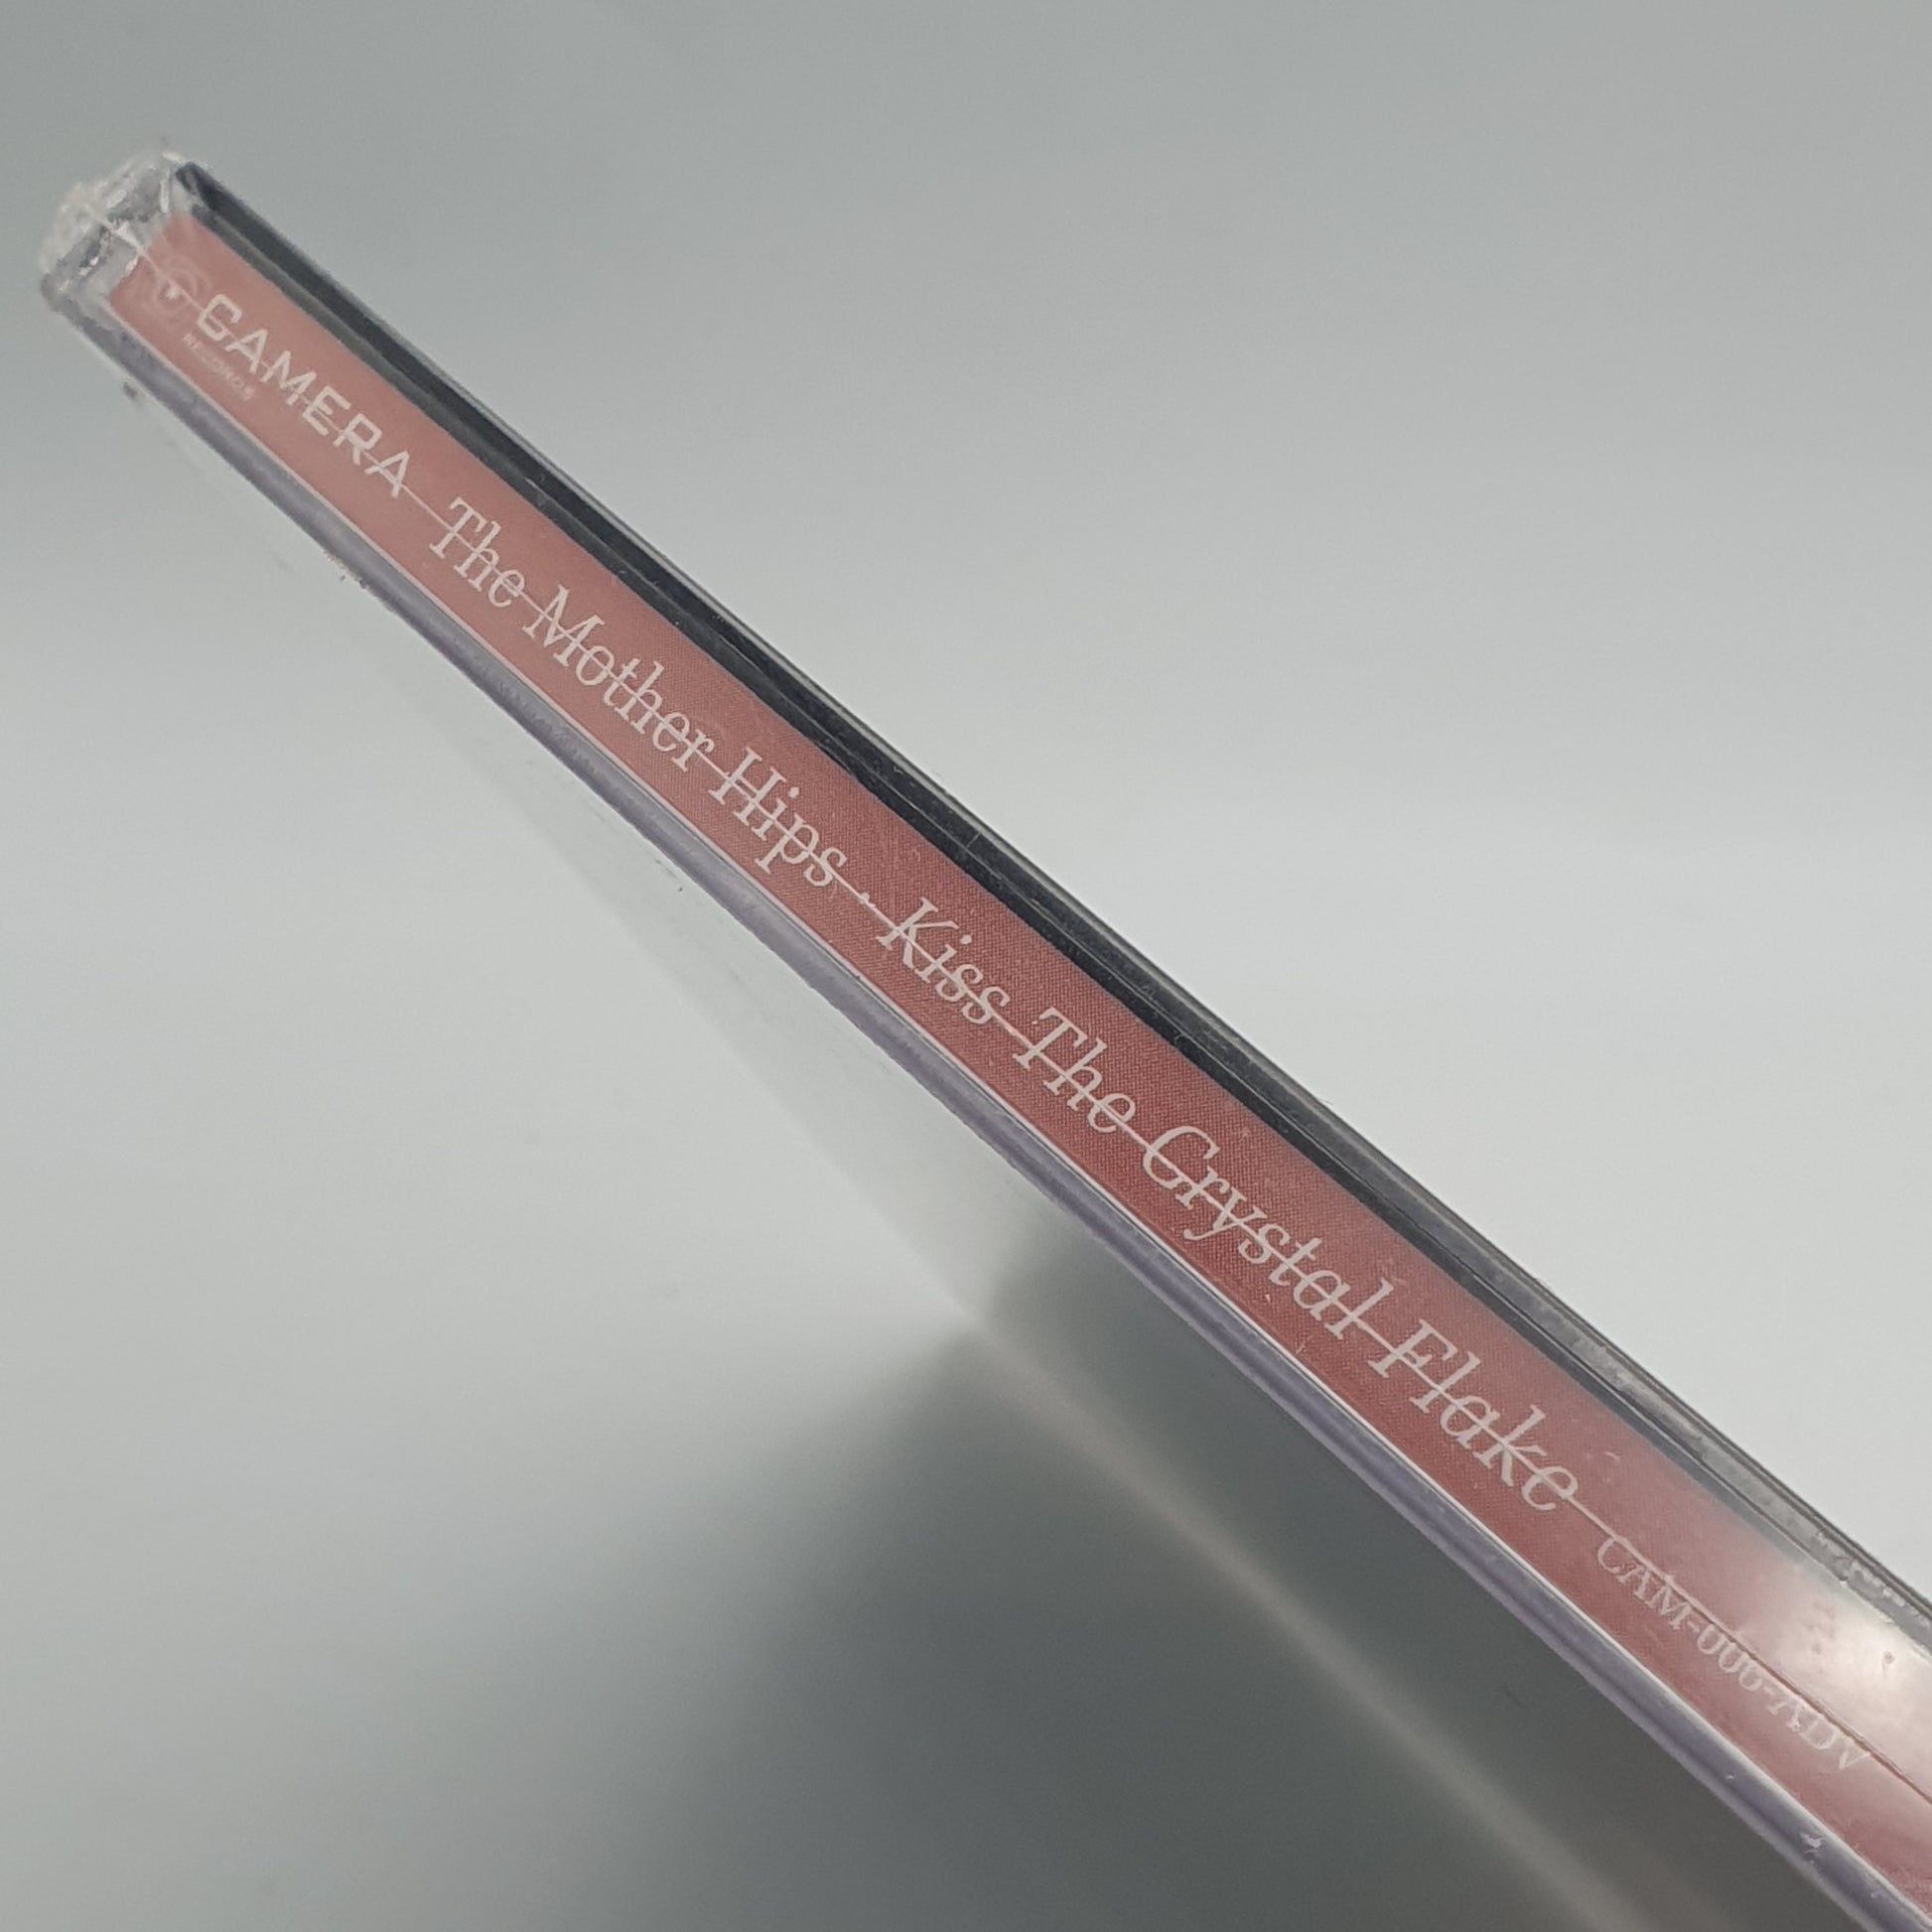 CAMERA
RECORDS
The Mother Hips · Kiss The Crystal Flake
CAM-006-ADV